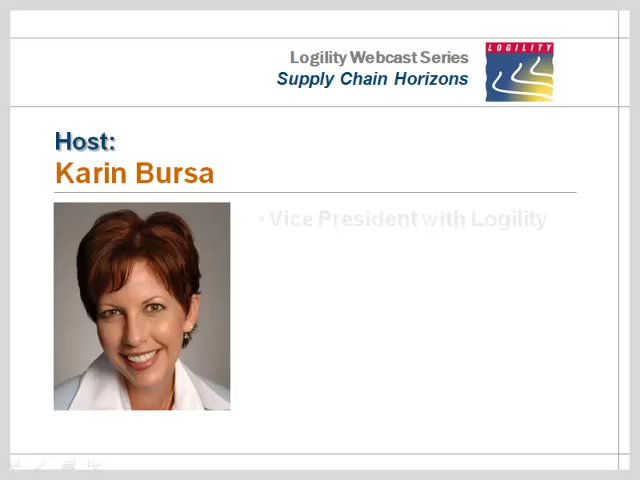 Logility Webcast Series
Supply Chain Horizons
LOGILITY
Host:
Karin Bursa
• Vice President with Logility